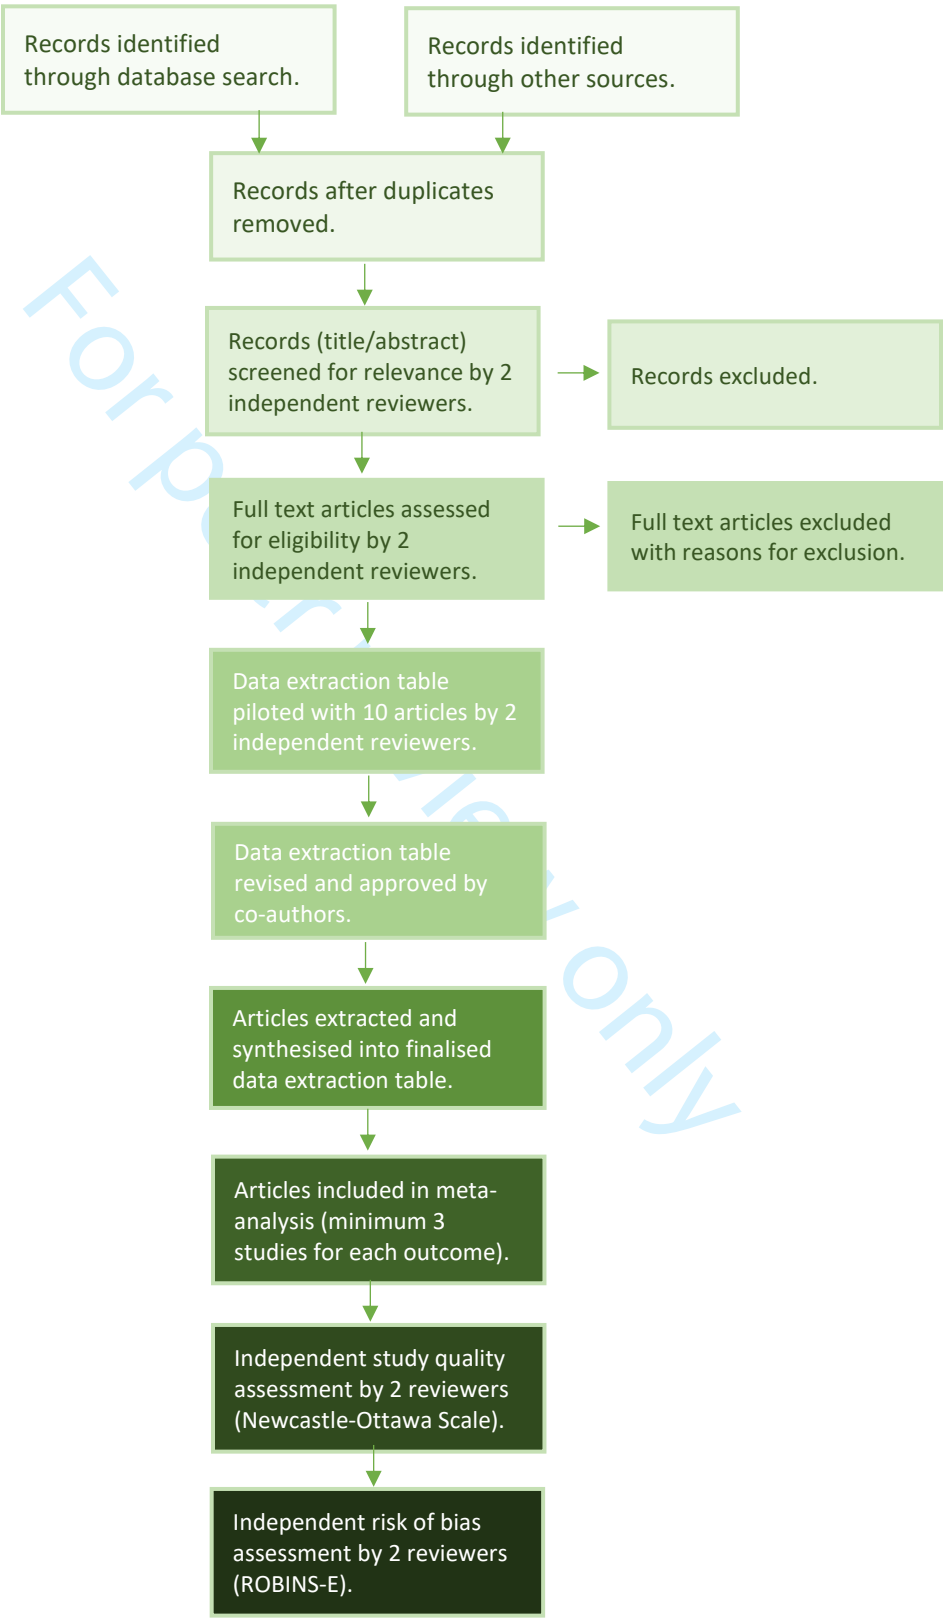 Records identified
through database search.
Records identified
through other sources.
Records after duplicates
removed.
Records (title/abstract)
screened for relevance by 2
independent reviewers.
Records excluded.
Full text articles assessed
for eligibility by 2
independent reviewers.
Full text articles excluded
with reasons for exclusion.
Data extraction table
piloted with 10 articles by 2
independent reviewers.
Data extraction table
revised and approved by
co-authors.
Articles extracted and
synthesised into finalised
data extraction table.
Articles included in meta-
analysis (minimum 3
studies for each outcome).
Independent study quality
assessment by 2 reviewers
(Newcastle-Ottawa Scale).
Independent risk of bias
assessment by 2 reviewers
(ROBINS-E).
For peer review only